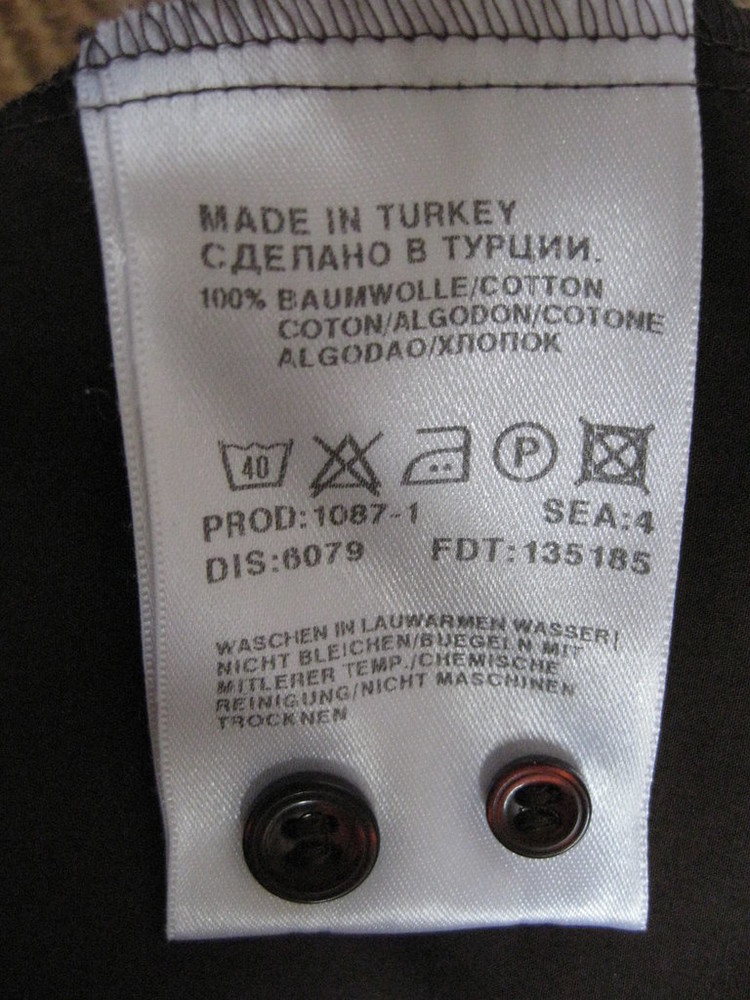 MADE IN TURKEY
СДЕЛАНО В ТУРЦИИ.
100% BAUMWOLLE/COTTON
COTON/ALGODON/COTONE
ALGODAO/ХЛОПОК
40 P
PROD:1087-1 SEA:4
DIS:6079 FDT:135185
WASCHEN IN LAUWARMEN WASSER|
NICHT BLEICHEN/BUEGELN MIT
MITLERER TEMP./CHEMISCHE
REINIGUNG/NICHT MASCHINEN
TROCKNEN